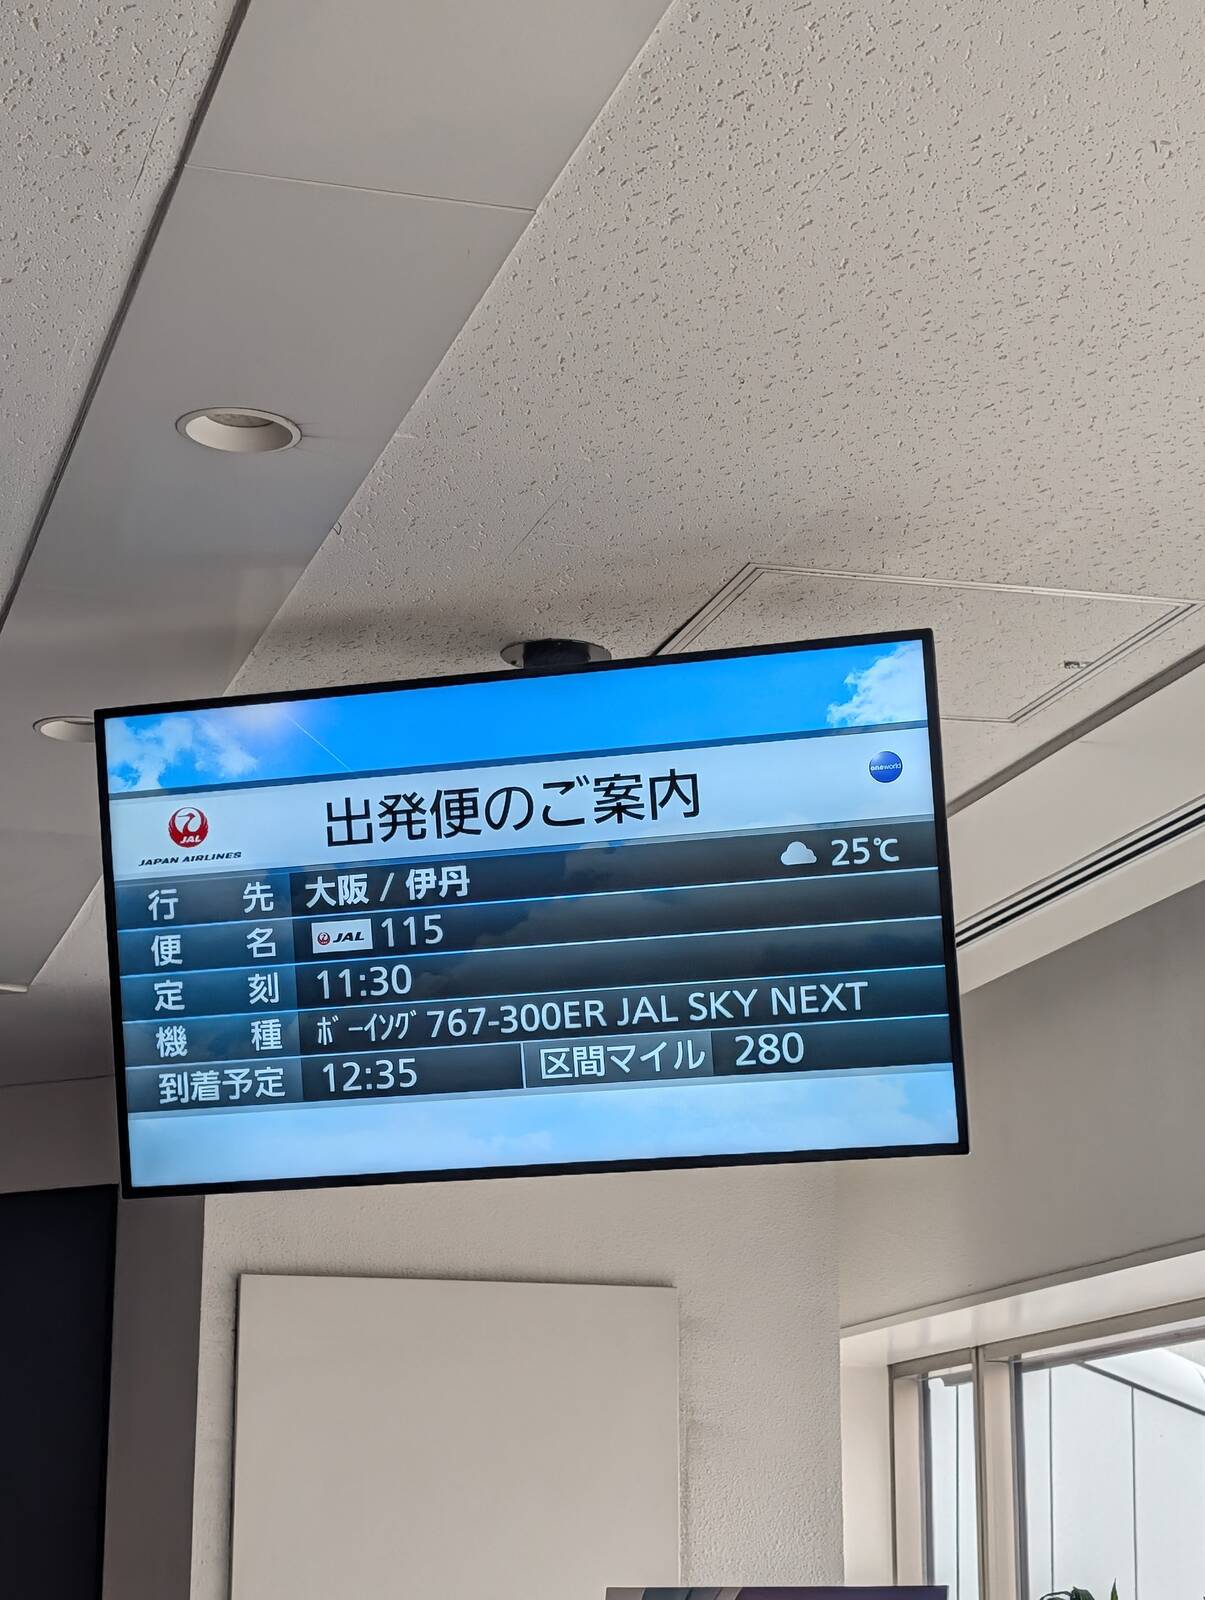 出発便のご案内
oneworld
JAL
JAPAN AIRLINES
行先 大阪 / 伊丹 25℃
便名 JAL 115
定刻 11:30
機種 ﾎﾞｰｲﾝｸﾞ 767-300ER JAL SKY NEXT
到着予定 12:35 区間マイル 280